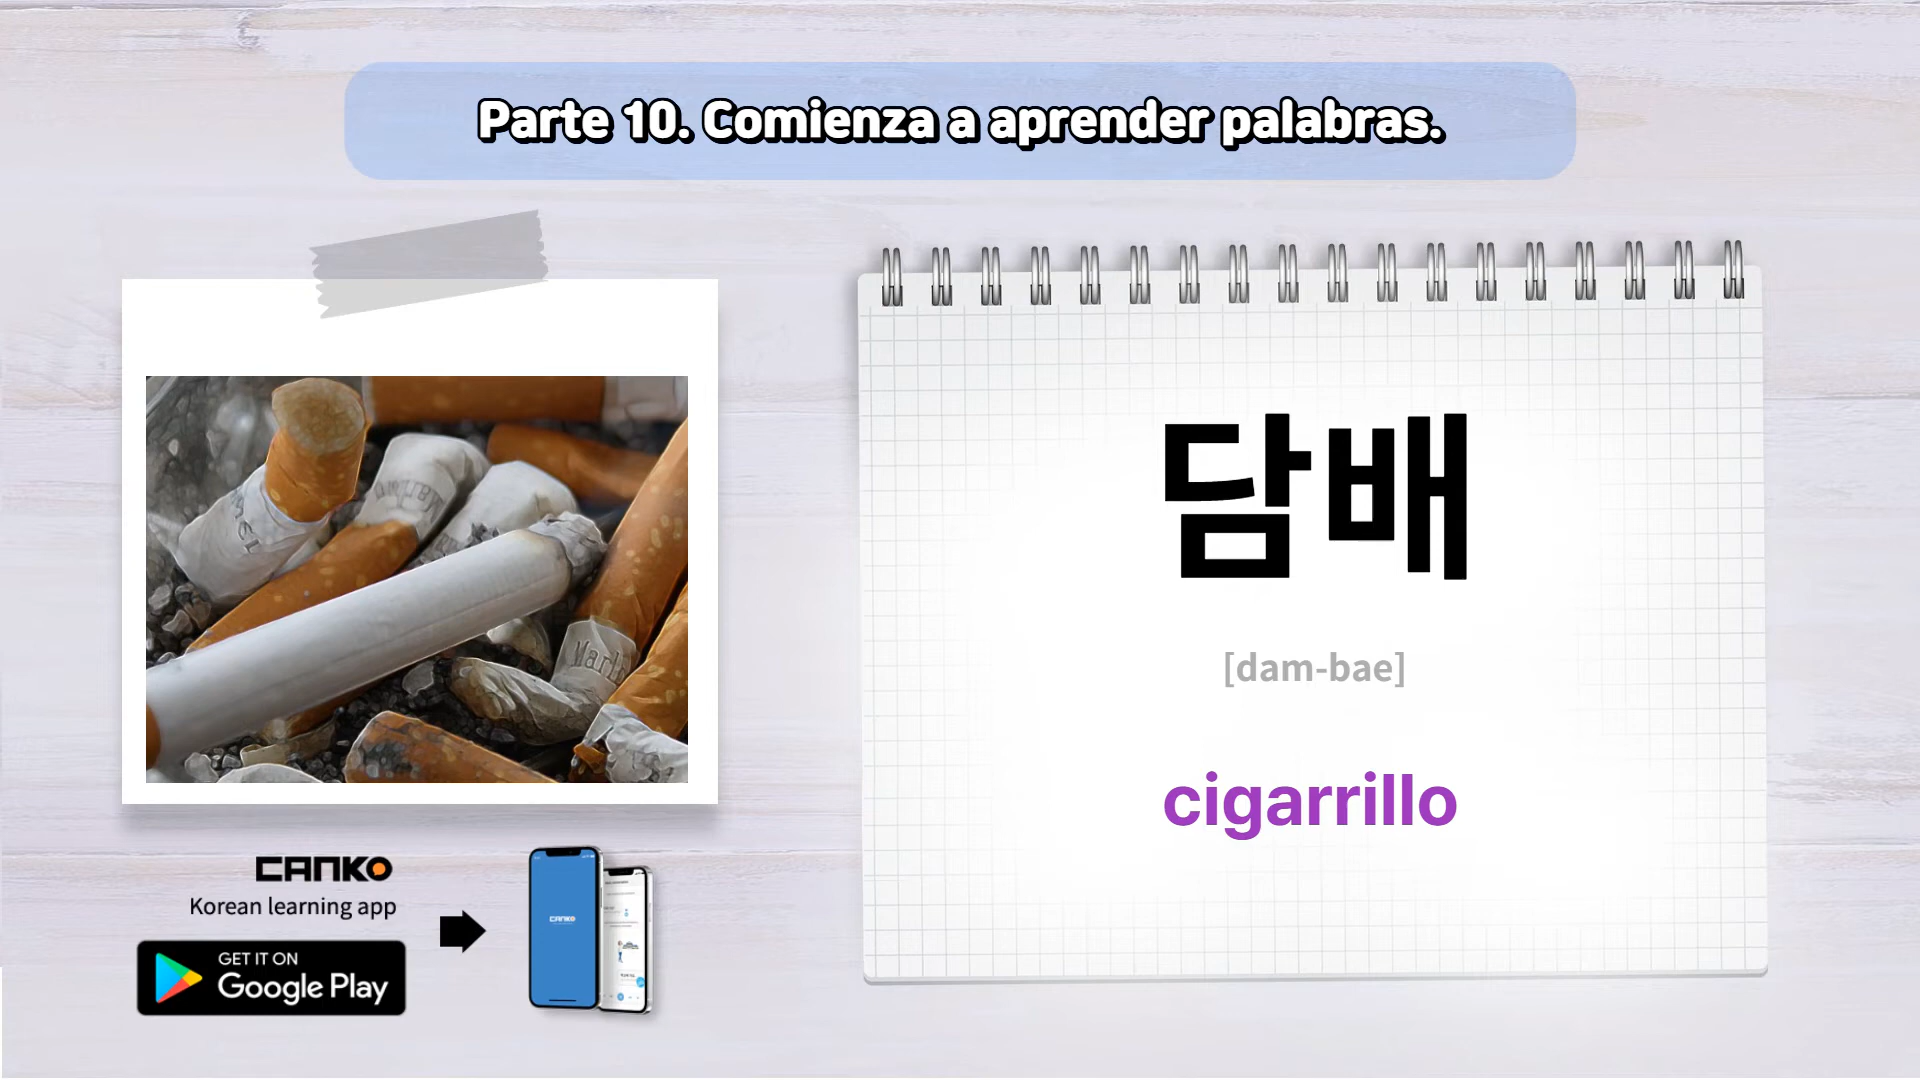 Parte 10. Comienza a aprender palabras.
담배
[dam-bae]
cigarrillo
CANKO
Korean learning app
GET IT ON
Google Play
CANKO